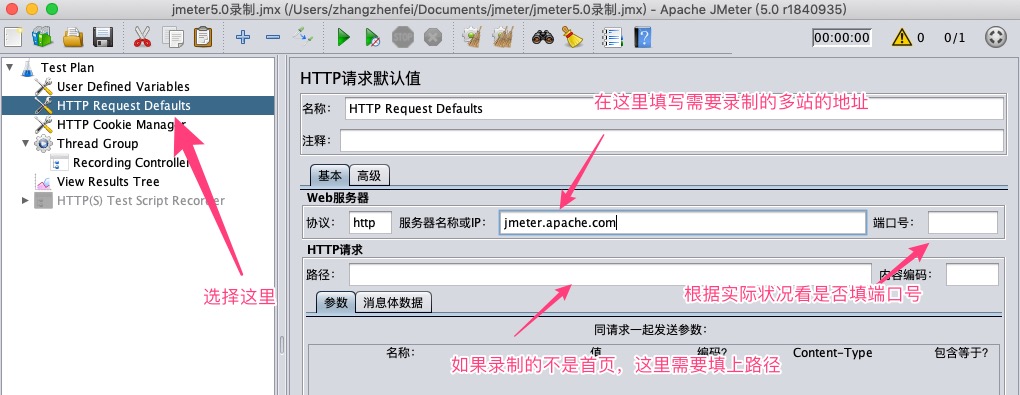 jmeter5.0录制.jmx (/Users/zhangzhenfei/Documents/jmeter/jmeter5.0录制.jmx) - Apache JMeter (5.0 r1840935)
00:00:00
0
0/1
Test Plan
User Defined Variables
HTTP Request Defaults
HTTP Cookie Manager
Thread Group
Recording Controller
View Results Tree
HTTP(S) Test Script Recorder
选择这里
HTTP请求默认值
在这里填写需要录制的多站的地址
名称： HTTP Request Defaults
注释：
基本 高级
Web服务器
协议： http 服务器名称或IP： jmeter.apache.com 端口号：
HTTP请求
路径： 内容编码：
根据实际状况看是否填端口号
参数 消息体数据
同请求一起发送参数：
名称： 值 编码? Content-Type 包含等于?
如果录制的不是首页，这里需要填上路径